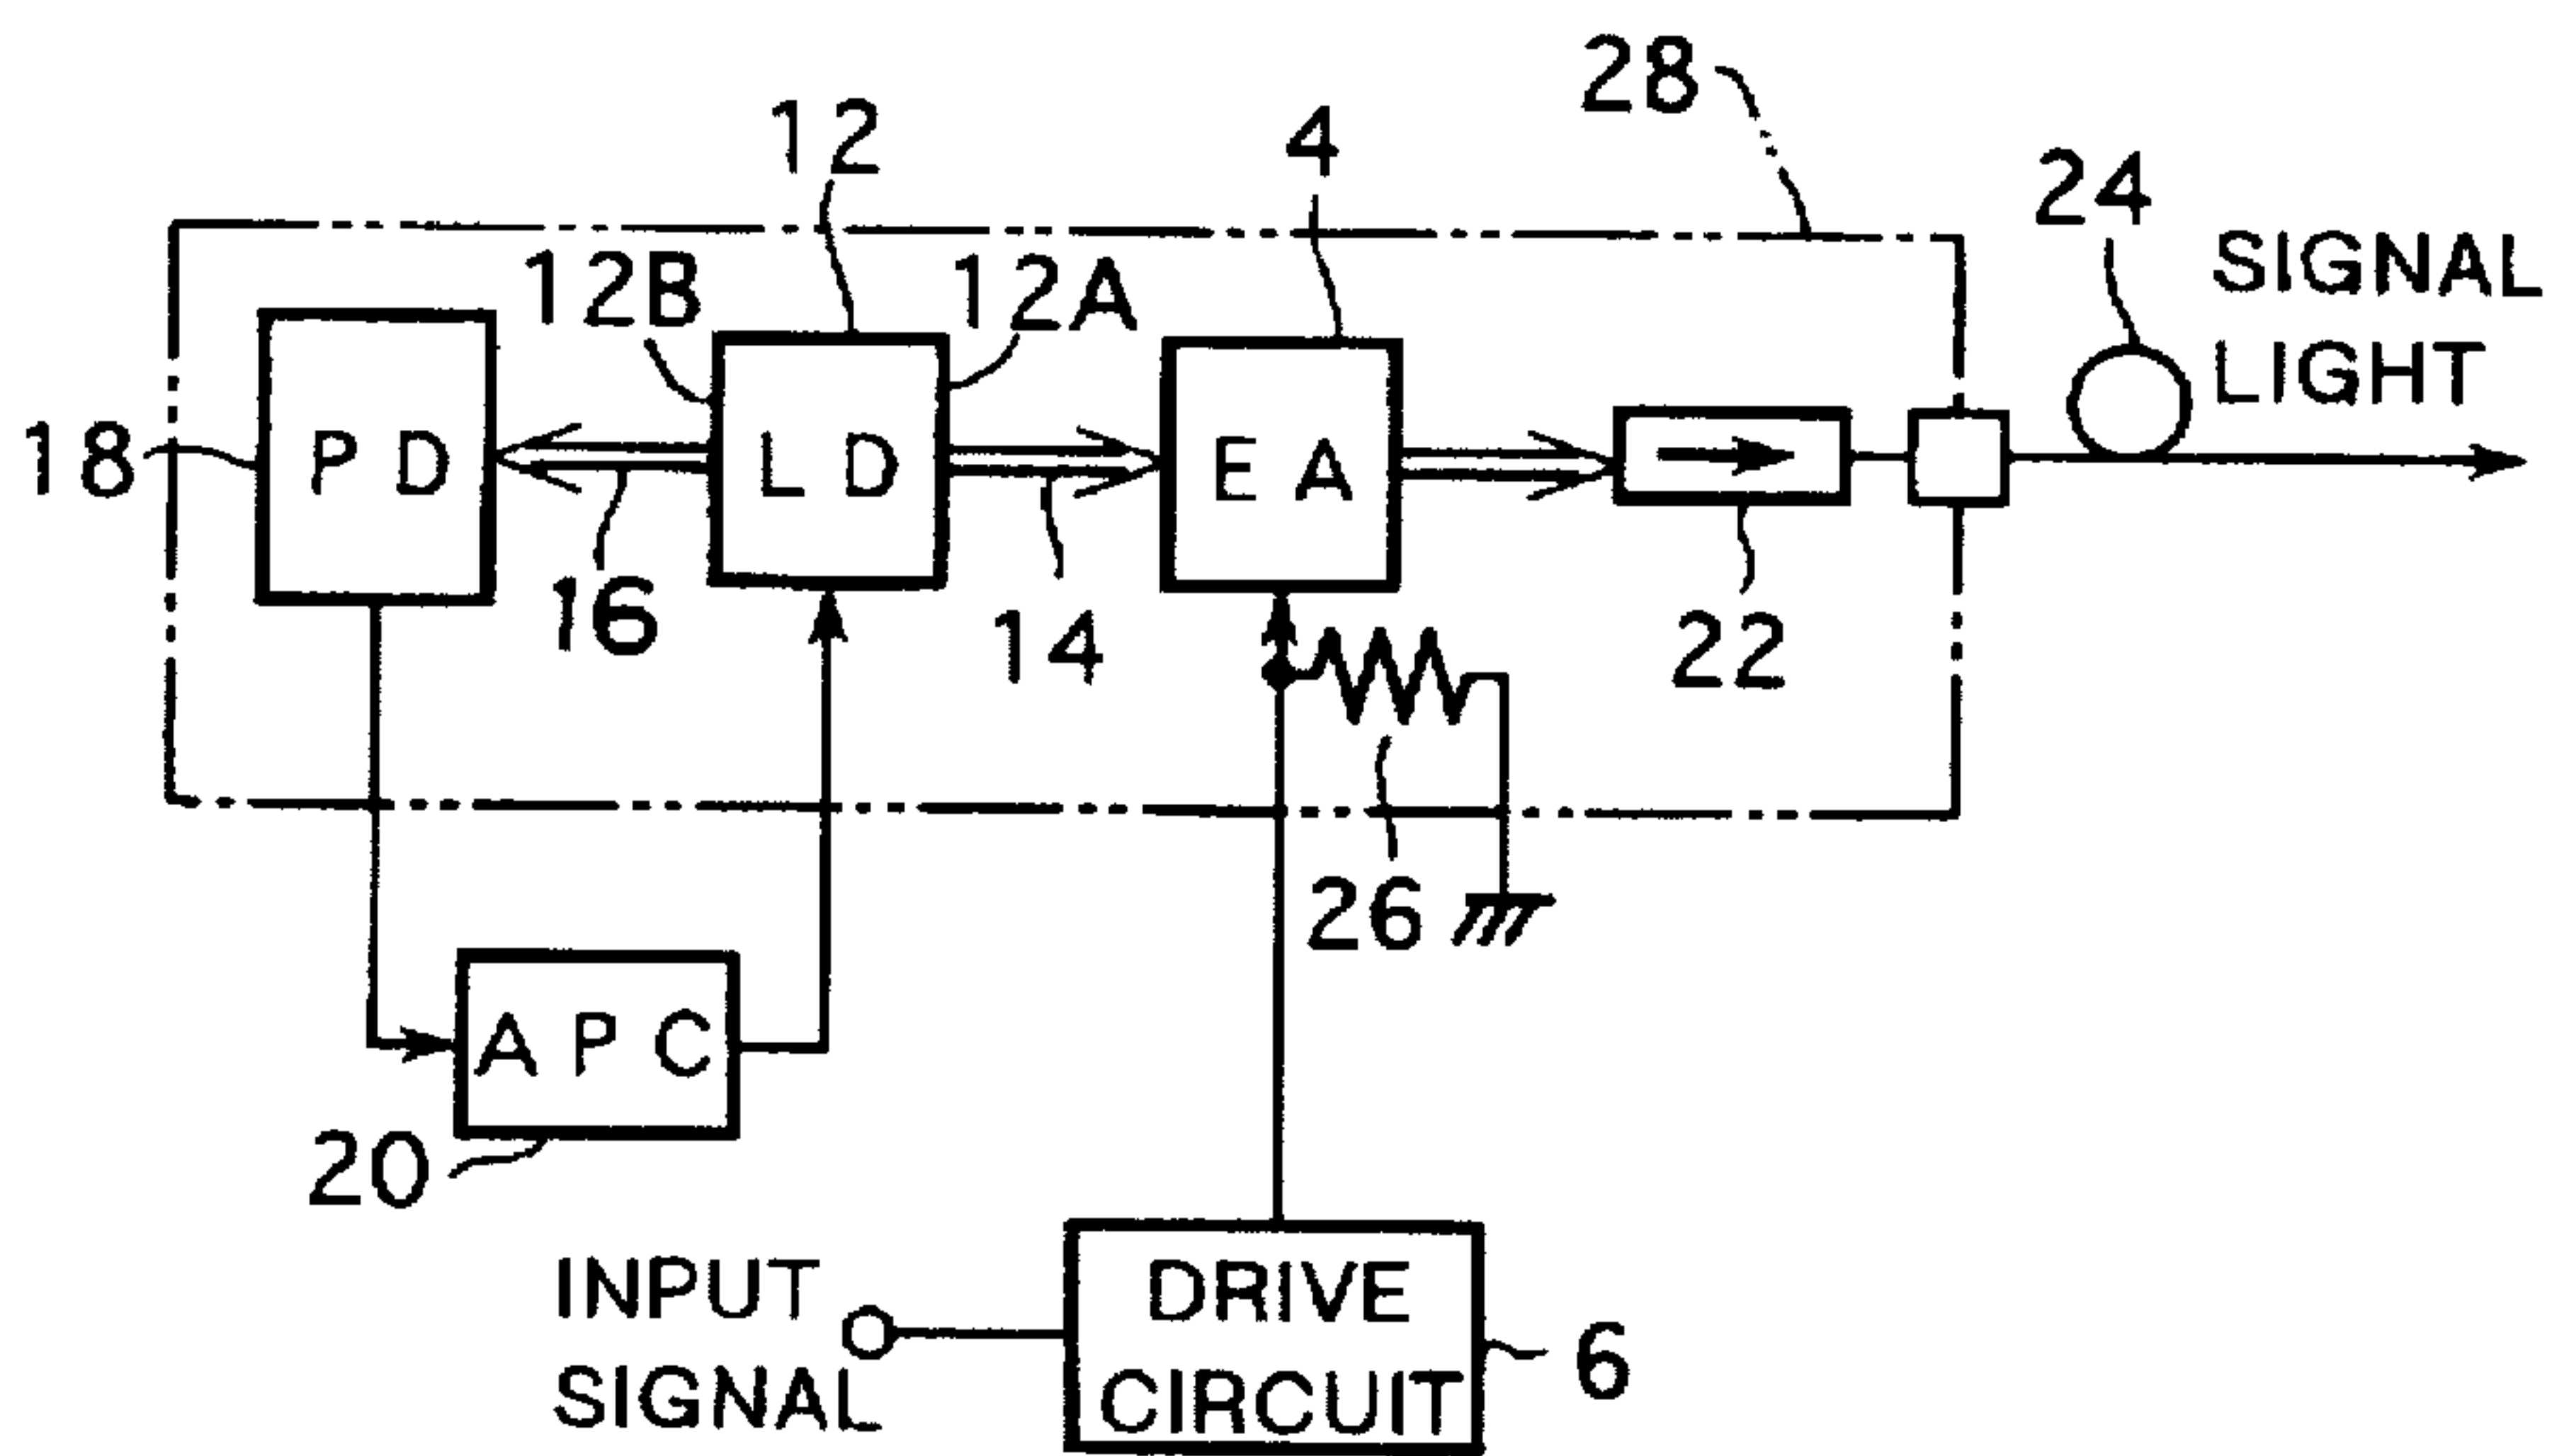 28
12
4
24
SIGNAL
LIGHT
12B
12A
18
PD
LD
EA
16
14
22
26
APC
20
INPUT
SIGNAL
DRIVE
CIRCUIT
6